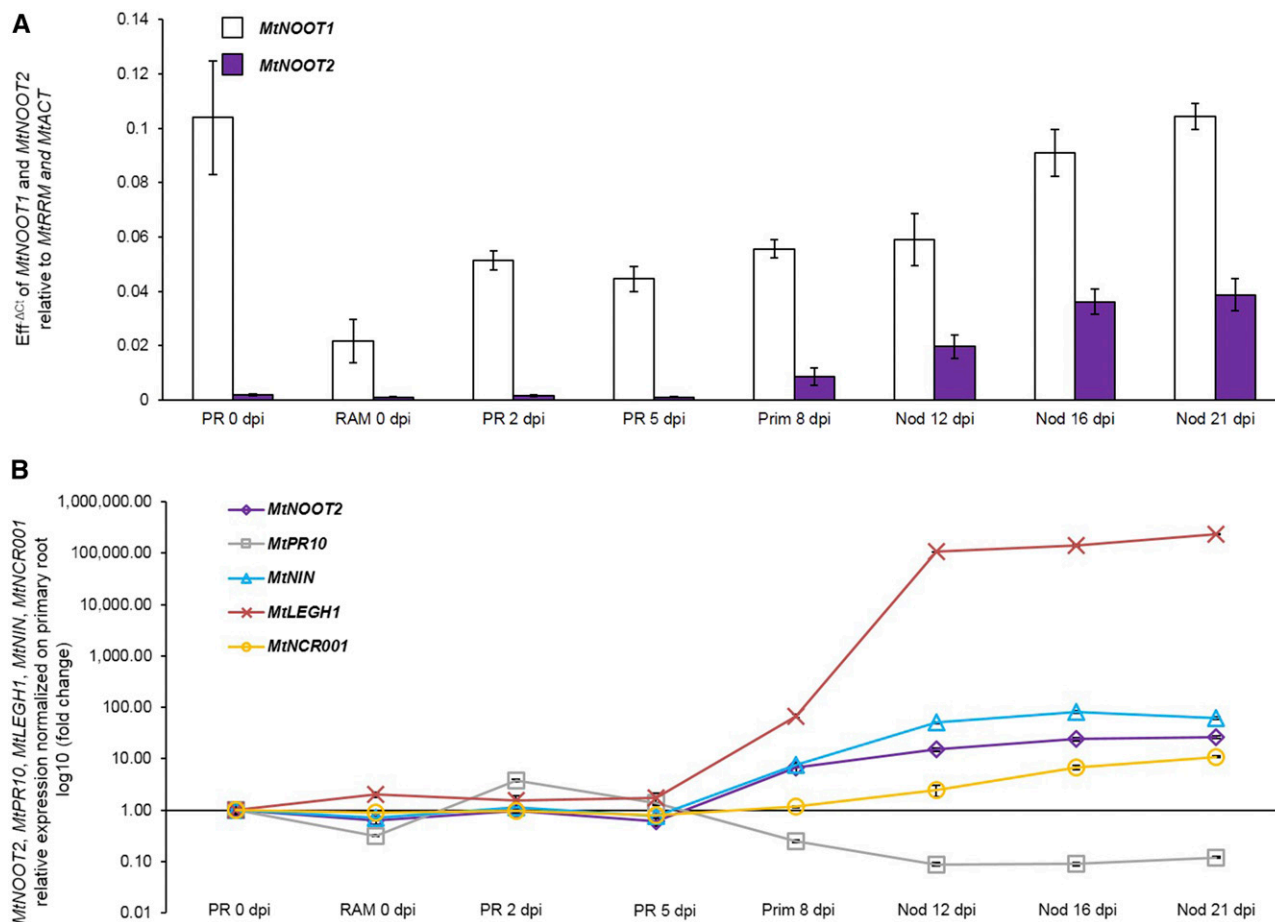 A
0.14
0.12
0.1
0.08
0.06
0.04
0.02
0
Eff-ΔCt of MtNOOT1 and MtNOOT2
relative to MtRRM and MtACT
MtNOOT1
MtNOOT2
PR 0 dpi
RAM 0 dpi
PR 2 dpi
PR 5 dpi
Prim 8 dpi
Nod 12 dpi
Nod 16 dpi
Nod 21 dpi
B
1,000,000.00
100,000.00
10,000.00
1,000.00
100.00
10.00
1.00
0.10
0.01
MtNOOT2, MtPR10, MtLEGH1, MtNIN, MtNCR001
relative expression normalized on primary root
log10 (fold change)
MtNOOT2
MtPR10
MtNIN
MtLEGH1
MtNCR001
PR 0 dpi
RAM 0 dpi
PR 2 dpi
PR 5 dpi
Prim 8 dpi
Nod 12 dpi
Nod 16 dpi
Nod 21 dpi